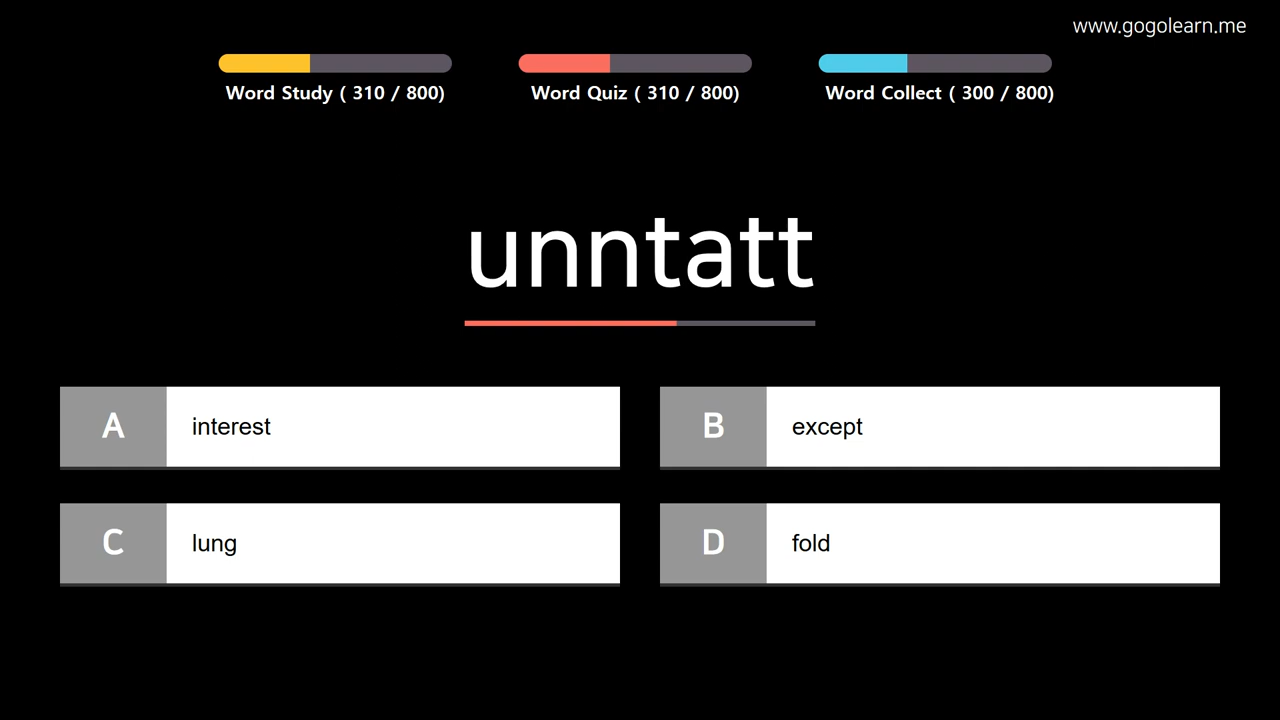 www.gogolearn.me
Word Study ( 310 / 800)
Word Quiz ( 310 / 800)
Word Collect ( 300 / 800)
unntatt
A interest
B except
C lung
D fold